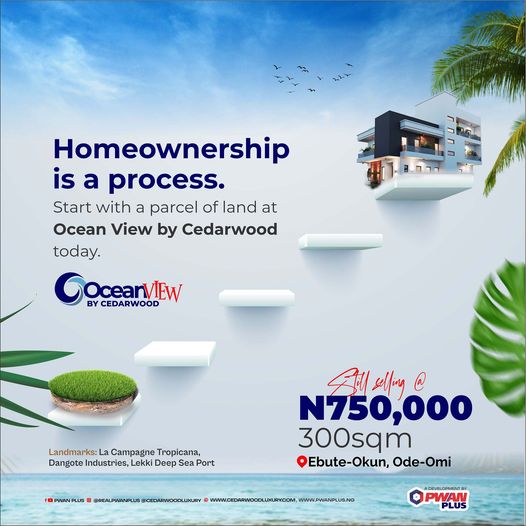 Homeownership
is a process.
Start with a parcel of land at
Ocean View by Cedarwood
today.
OceanVIEW
BY CEDARWOOD
Still selling @
N750,000
300sqm
Ebute-Okun, Ode-Omi
Landmarks: La Campagne Tropicana,
Dangote Industries, Lekki Deep Sea Port
PWAN PLUS @REALPWANPLUS @CEDARWOODLUXURY WWW.CEDARWOODLUXURY.COM, WWW.PWANPLUS.NG
A DEVELOPMENT BY
PWAN
PLUS